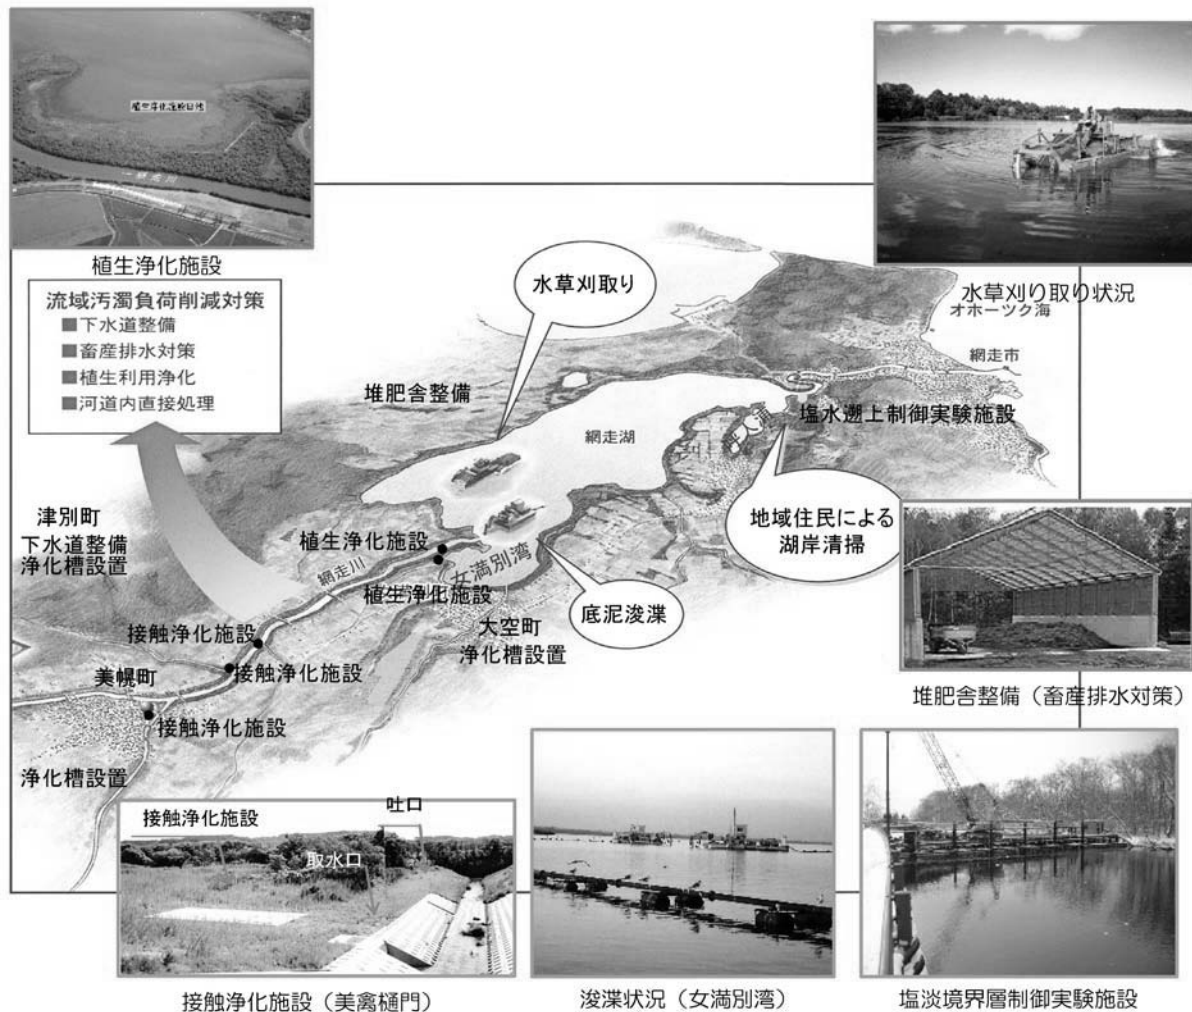 植生浄化施設
流域汚濁負荷削減対策
■下水道整備
■畜産排水対策
■植生利用浄化
■河道内直接処理
水草刈取り
水草刈り取り状況
オホーツク海
網走市
堆肥舎整備
網走湖
塩水遡上制御実験施設
地域住民による
湖岸清掃
津別町
下水道整備
浄化槽設置
植生浄化施設
網走川
女満別湾
植生浄化施設
底泥浚渫
大空町
浄化槽設置
接触浄化施設
接触浄化施設
美幌町
接触浄化施設
浄化槽設置
堆肥舎整備（畜産排水対策）
接触浄化施設
吐口
取水口
接触浄化施設（美禽樋門）
浚渫状況（女満別湾）
塩淡境界層制御実験施設